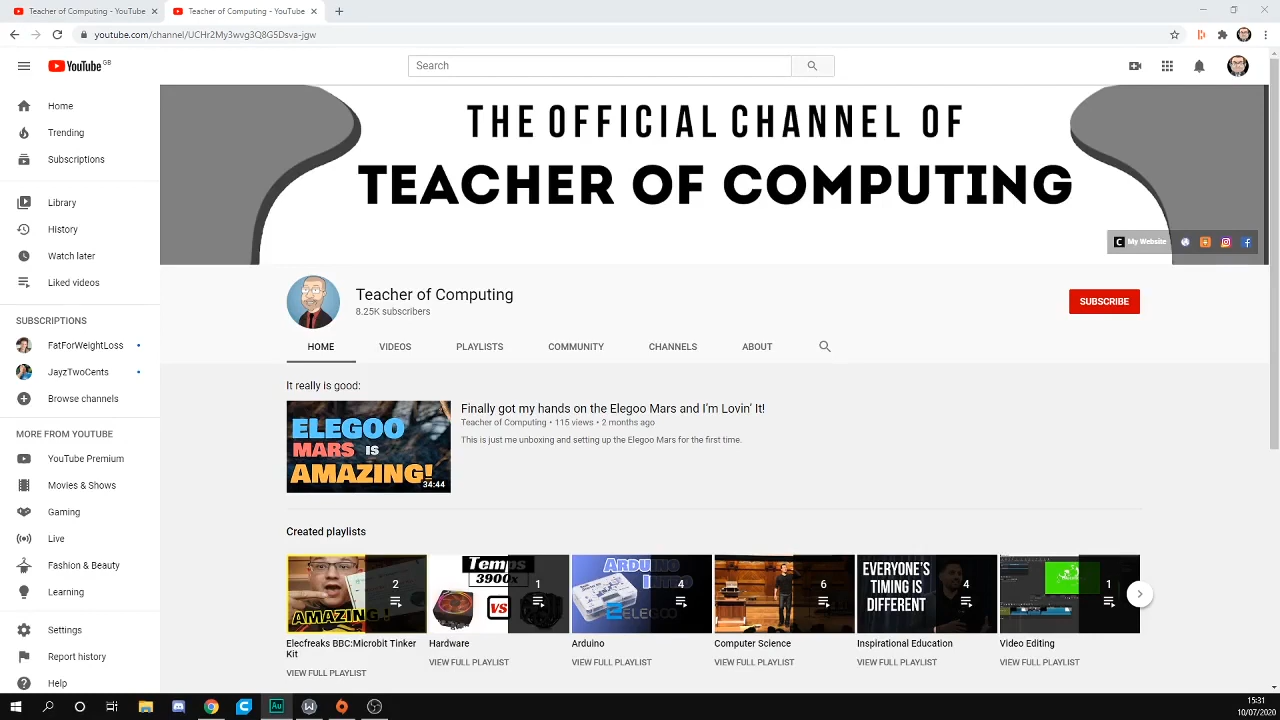 Teacher of Computing - YouTube
Teacher of Computing - YouTube
youtube.com/channel/UCHr2My3wvg3Q8G5Dsva-jgw
YouTube GB
Search
Home
Trending
Subscriptions
Library
History
Watch later
Liked videos
SUBSCRIPTIONS
FatForWeightLoss
JayzTwoCents
Browse channels
MORE FROM YOUTUBE
YouTube Premium
Movies & Shows
Gaming
Live
Fashion & Beauty
Learning
Settings
Report history
Help
THE OFFICIAL CHANNEL OF
TEACHER OF COMPUTING
My Website
Teacher of Computing
8.25K subscribers
SUBSCRIBE
HOME VIDEOS PLAYLISTS COMMUNITY CHANNELS ABOUT
It really is good:
ELEGOO
MARS IS
AMAZING!
34:44
Finally got my hands on the Elegoo Mars and I'm Lovin' It!
Teacher of Computing • 115 views • 2 months ago
This is just me unboxing and setting up the Elegoo Mars for the first time.
Created playlists
AMAZING!
2
Elecfreaks BBC:Microbit Tinker
Kit
VIEW FULL PLAYLIST
Temps
3900x
VS
1
Hardware
VIEW FULL PLAYLIST
ARDUINO
INTRO
ELEGOO
4
Arduino
VIEW FULL PLAYLIST
6
Computer Science
VIEW FULL PLAYLIST
EVERYONE'S
TIMING IS
DIFFERENT
4
Inspirational Education
VIEW FULL PLAYLIST
1
Video Editing
VIEW FULL PLAYLIST
Au
15:31
10/07/2020